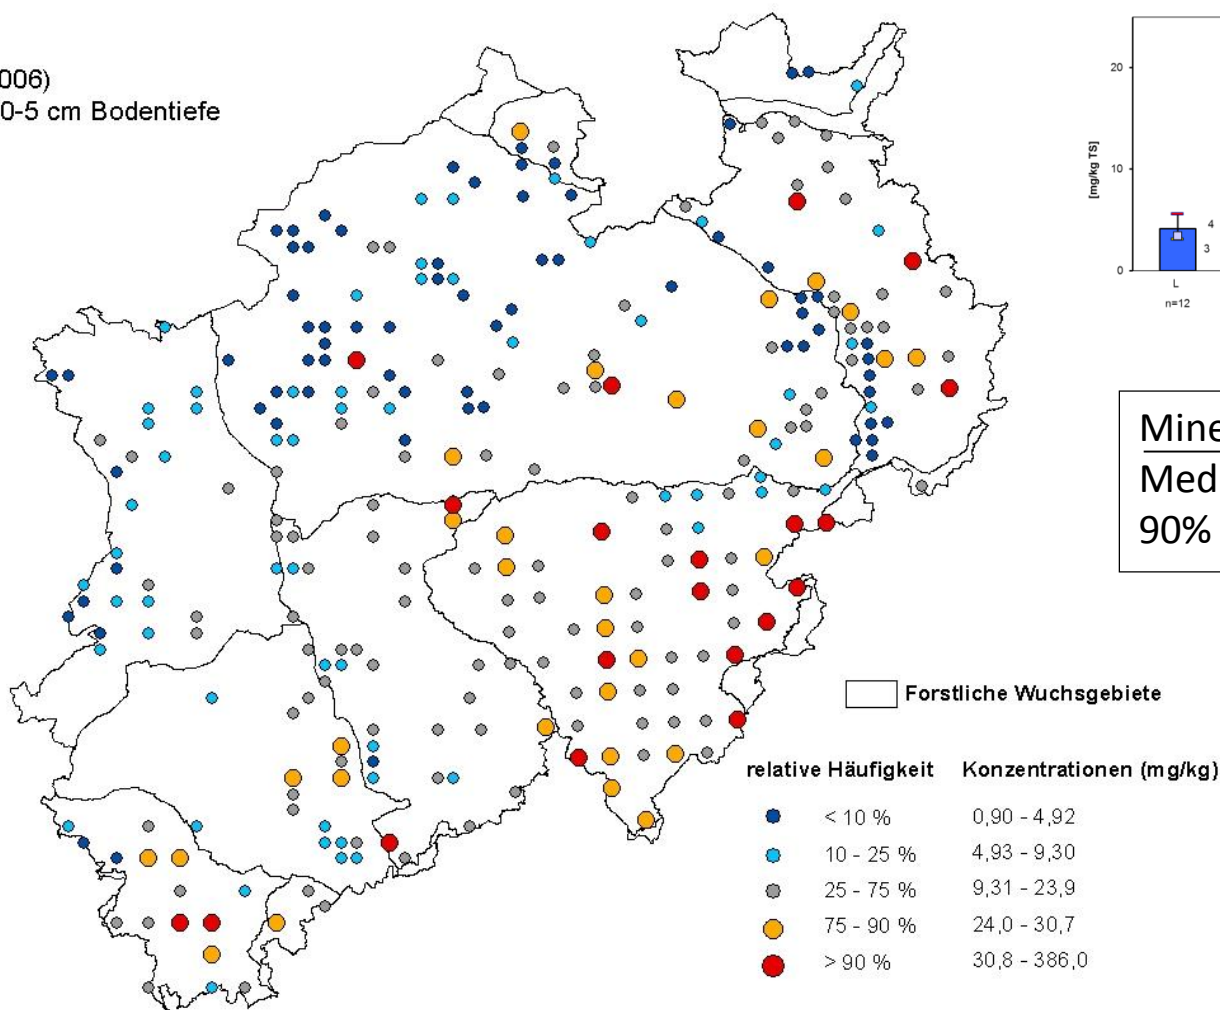 006)
0-5 cm Bodentiefe
20
10
0
[mg/kg TS]
4
3
L
n=12
Mine
Med
90%
Forstliche Wuchsgebiete
relative Häufigkeit Konzentrationen (mg/kg)
< 10 % 0,90 - 4,92
10 - 25 % 4,93 - 9,30
25 - 75 % 9,31 - 23,9
75 - 90 % 24,0 - 30,7
> 90 % 30,8 - 386,0